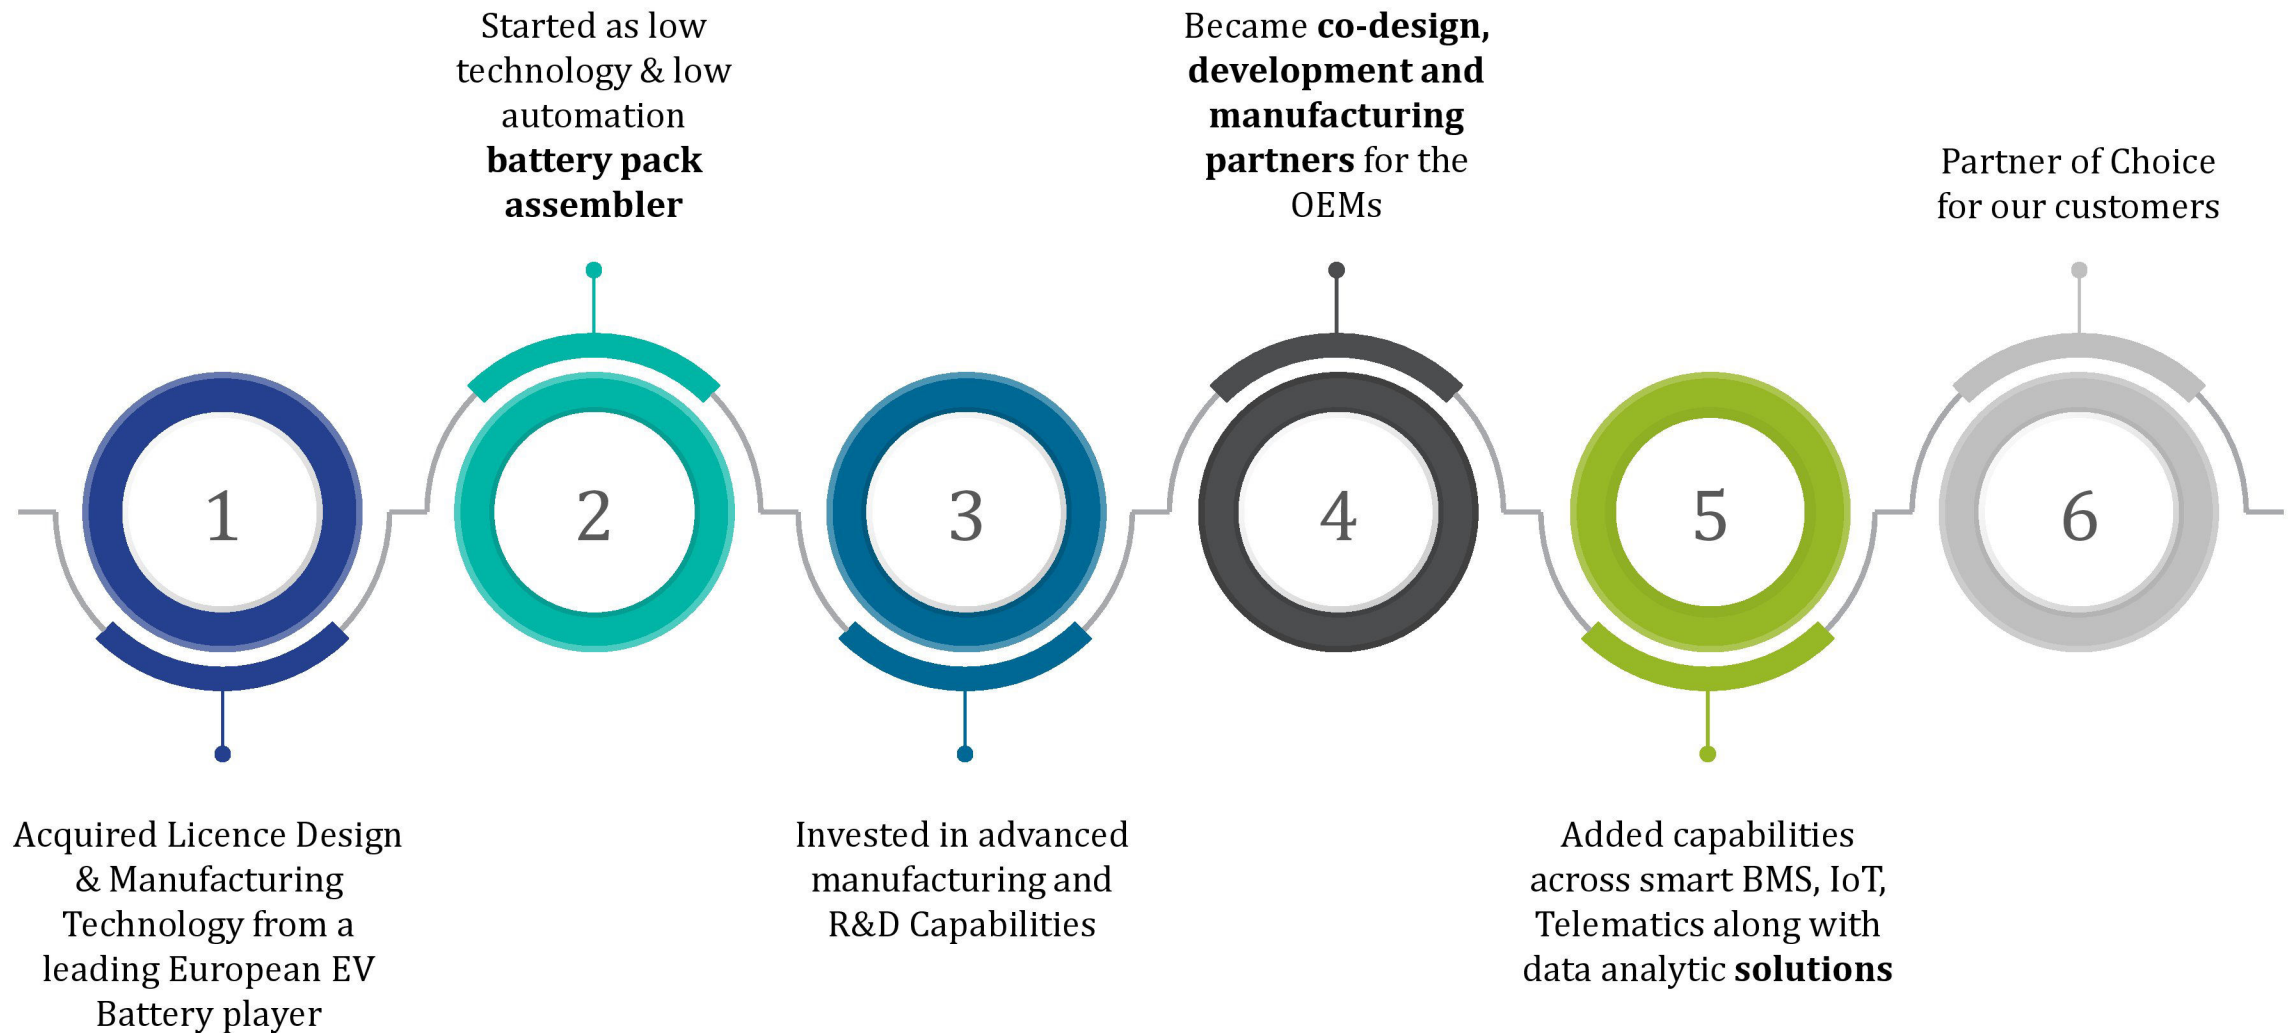 1
Acquired Licence Design
& Manufacturing
Technology from a
leading European EV
Battery player
Started as low
technology & low
automation
battery pack
assembler
2
3
Invested in advanced
manufacturing and
R&D Capabilities
Became co-design,
development and
manufacturing
partners for the
OEMs
4
5
Added capabilities
across smart BMS, IoT,
Telematics along with
data analytic solutions
Partner of Choice
for our customers
6